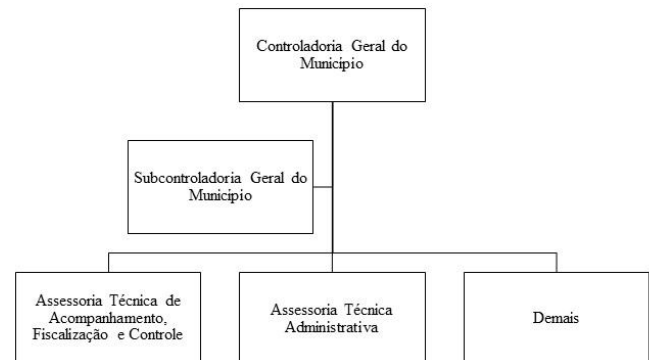 Controladoria Geral do
Município
Subcontroladoria Geral do
Município
Assessoria Técnica de
Acompanhamento,
Fiscalização e Controle
Assessoria Técnica
Administrativa
Demais